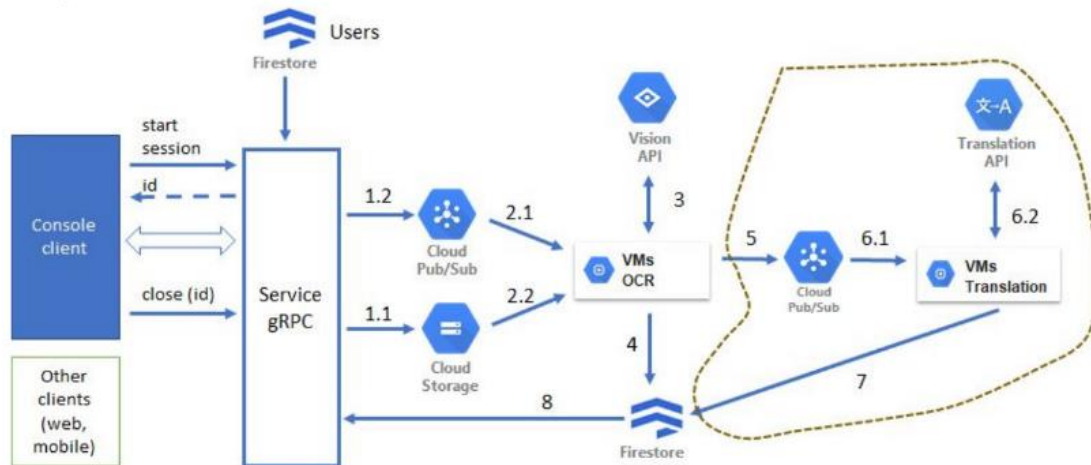 Users
Firestore
start
session
id
Console
client
close (id)
Other
clients
(web,
mobile)
Service
gRPC
1.2
Cloud
Pub/Sub
2.1
1.1
Cloud
Storage
2.2
Vision
API
3
VMs
OCR
4
Firestore
8
5
Cloud
Pub/Sub
6.1
文→A
Translation
API
6.2
VMs
Translation
7